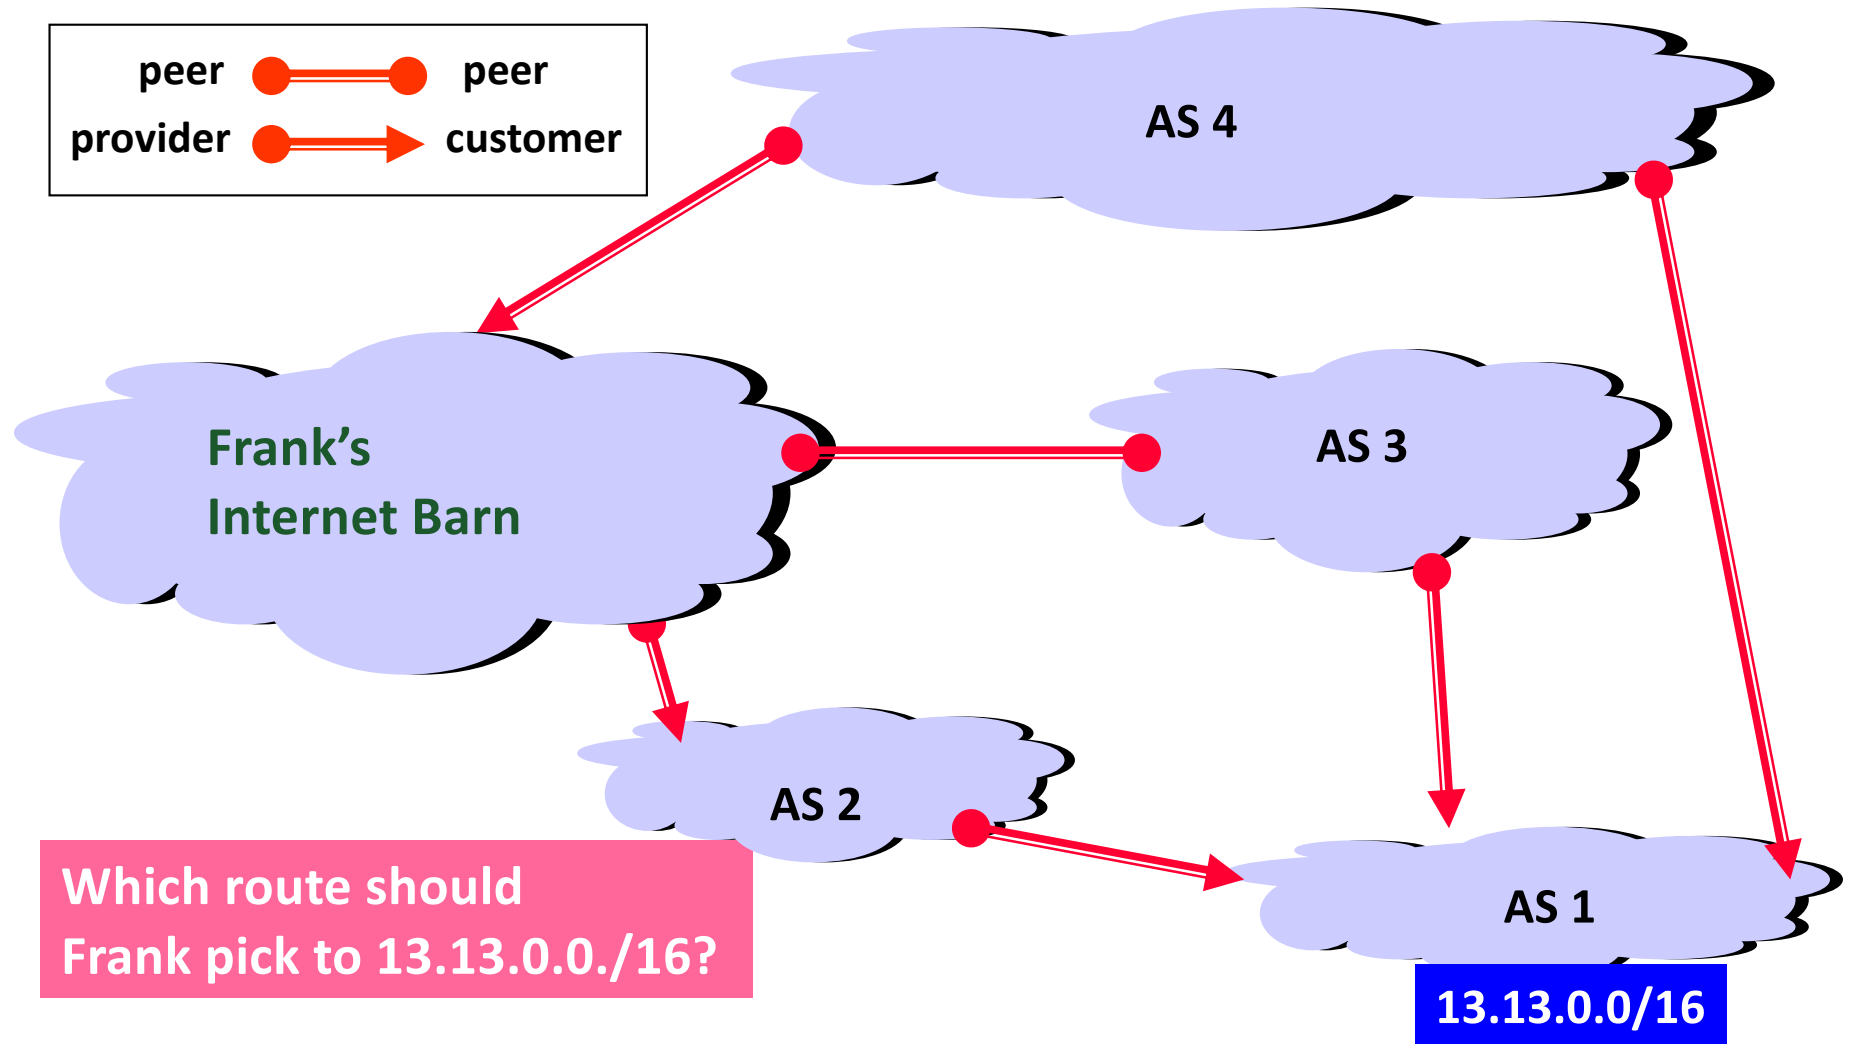 peer peer
provider customer
AS 4
Frank’s
Internet Barn
AS 3
AS 2
AS 1
Which route should
Frank pick to 13.13.0.0./16?
13.13.0.0/16